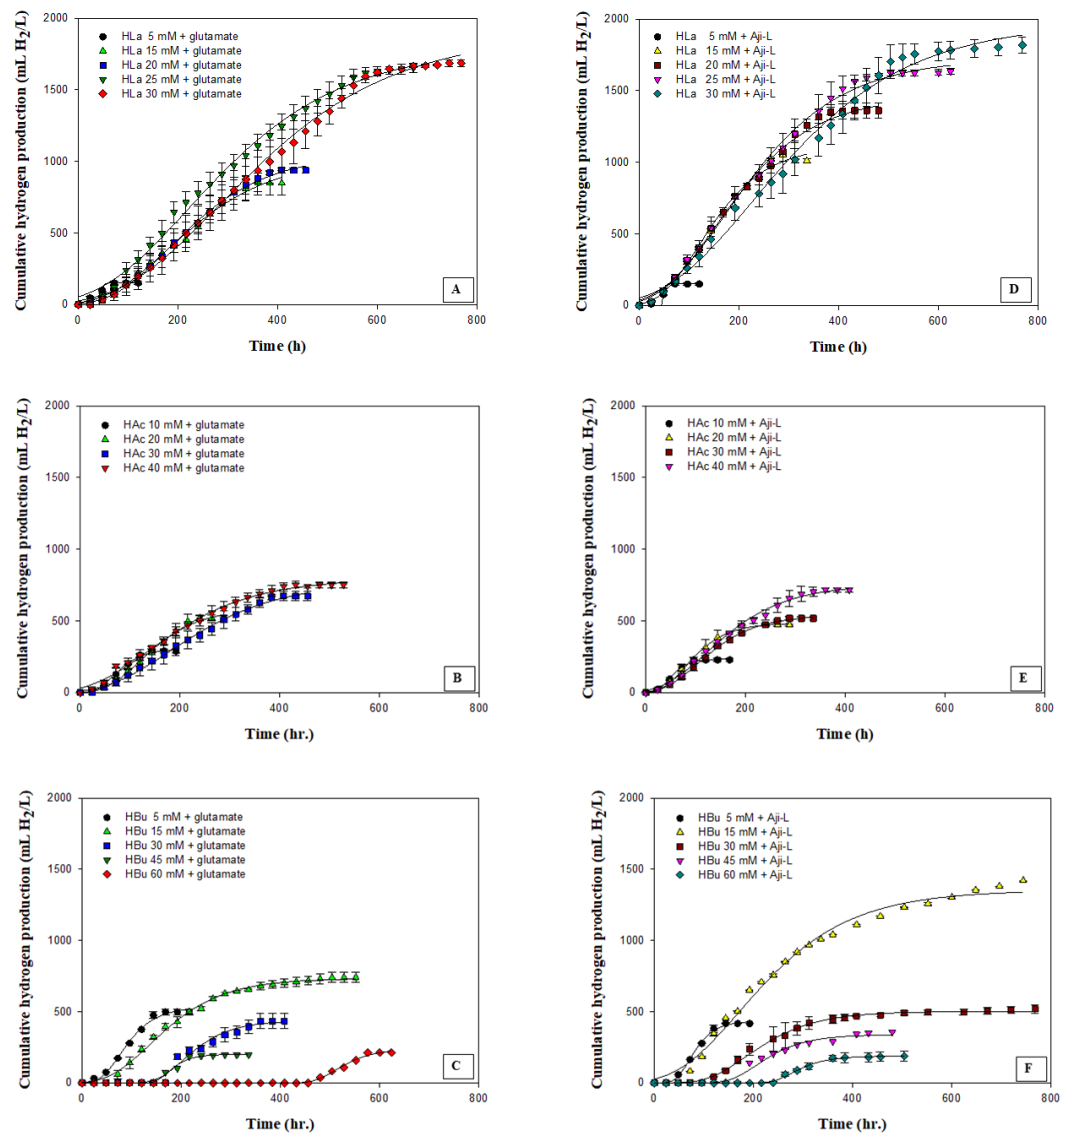 Cumulative hydrogen production (mL H2/L)
2000
1500
1000
500
0
HLa 5 mM + glutamate
HLa 15 mM + glutamate
HLa 20 mM + glutamate
HLa 25 mM + glutamate
HLa 30 mM + glutamate
A
0 200 400 600 800
Time (h)
Cumulative hydrogen production (mL H2/L)
2000
1500
1000
500
0
HLa 5 mM + Aji-L
HLa 15 mM + Aji-L
HLa 20 mM + Aji-L
HLa 25 mM + Aji-L
HLa 30 mM + Aji-L
D
0 200 400 600 800
Time (h)
Cumulative hydrogen production (mL H2/L)
2000
1500
1000
500
0
HAc 10 mM + glutamate
HAc 20 mM + glutamate
HAc 30 mM + glutamate
HAc 40 mM + glutamate
B
0 200 400 600 800
Time (hr.)
Cumulative hydrogen production (mL H2/L)
2000
1500
1000
500
0
HAc 10 mM + Aji-L
HAc 20 mM + Aji-L
HAc 30 mM + Aji-L
HAc 40 mM + Aji-L
E
0 200 400 600 800
Time (h)
Cumulative hydrogen production (mL H2/L)
2000
1500
1000
500
0
HBu 5 mM + glutamate
HBu 15 mM + glutamate
HBu 30 mM + glutamate
HBu 45 mM + glutamate
HBu 60 mM + glutamate
C
0 200 400 600 800
Time (hr.)
Cumulative hydrogen production (mL H2/L)
2000
1500
1000
500
0
HBu 5 mM + Aji-L
HBu 15 mM + Aji-L
HBu 30 mM + Aji-L
HBu 45 mM + Aji-L
HBu 60 mM + Aji-L
F
0 200 400 600 800
Time (hr.)